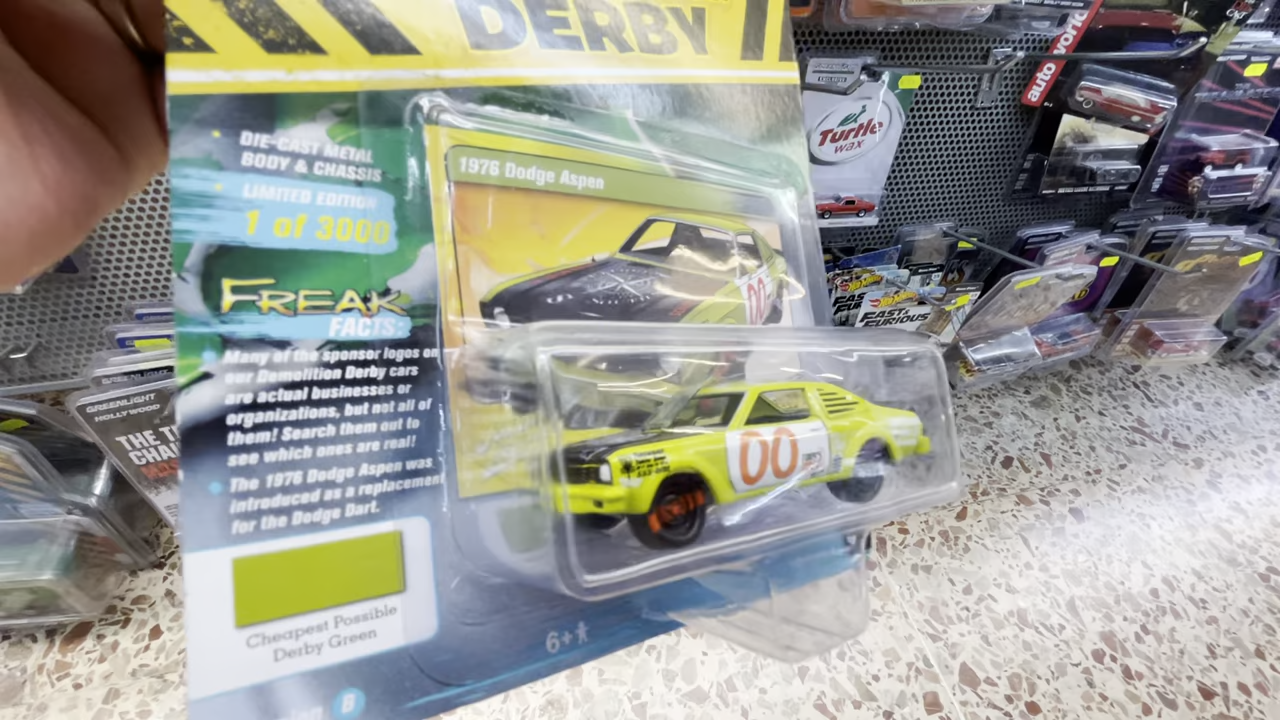 DERBY
DIE-CAST METAL
BODY & CHASSIS
LIMITED EDITION
1 of 3000
FREAK
FACTS:
Many of the sponsor logos on
our Demolition Derby cars
are actual businesses or
organizations, but not all of
them! Search them out to
see which ones are real!
The 1976 Dodge Aspen was
introduced as a replacement
for the Dodge Dart.
Cheapest Possible
Derby Green
B
6+
1976 Dodge Aspen
00
00
Turtle
wax
auto world
Hot Wheels
FAST &
FURIOUS
GREENLIGHT
HOLLYWOOD